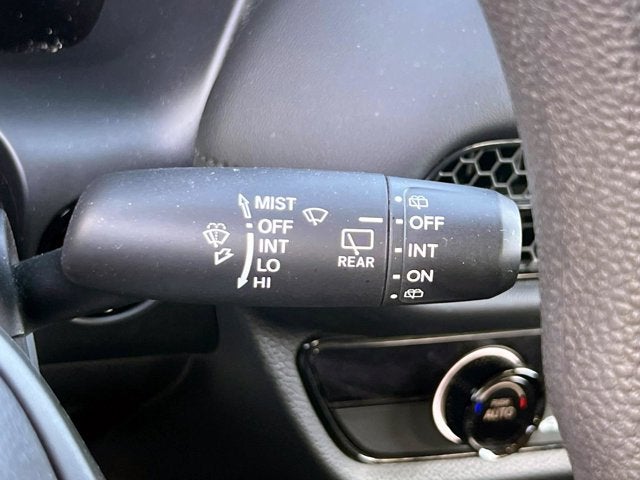 MIST
OFF
INT
LO
HI
REAR
OFF
INT
ON
AUTO